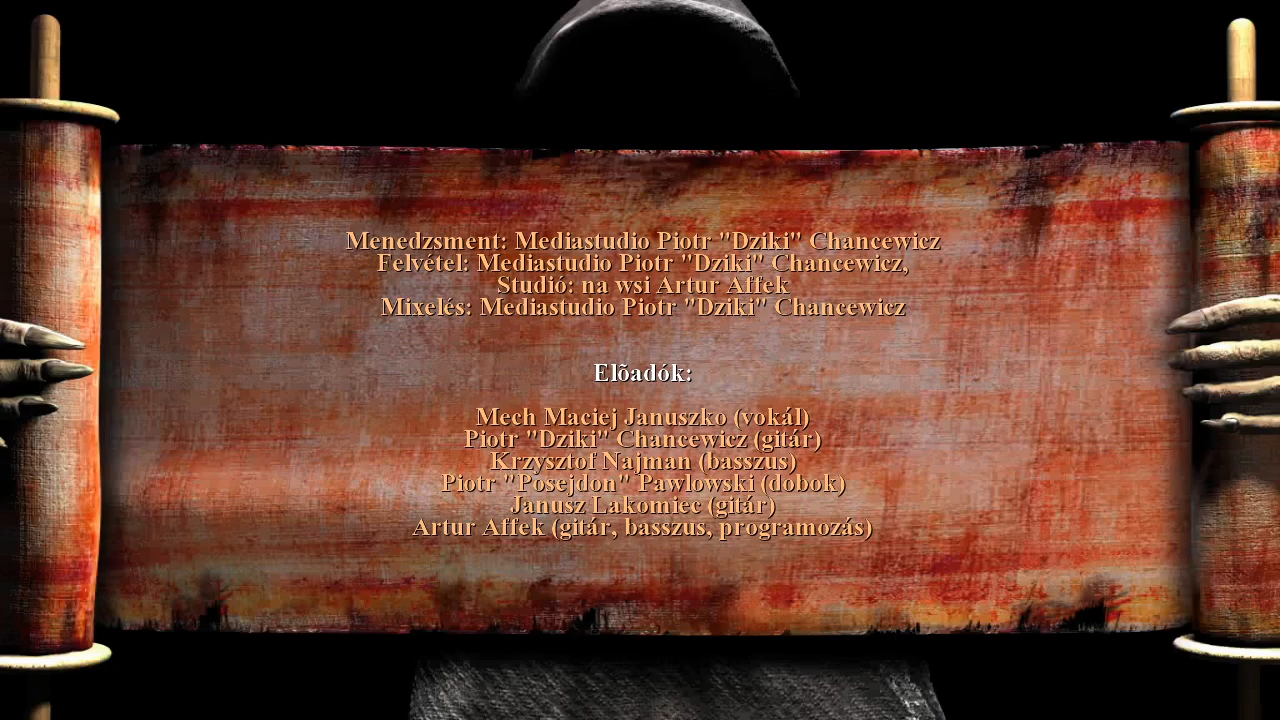 Menedzsment: Mediastudio Piotr "Dziki" Chancewicz
Felvétel: Mediastudio Piotr "Dziki" Chancewicz,
Studió: na wsi Artur Affek
Mixelés: Mediastudio Piotr "Dziki" Chancewicz
Elõadók:
Mech Maciej Januszko (vokál)
Piotr "Dziki" Chancewicz (gitár)
Krzysztof Najman (basszus)
Piotr "Posejdon" Pawlowski (dobok)
Janusz Lakomiec (gitár)
Artur Affek (gitár, basszus, programozás)